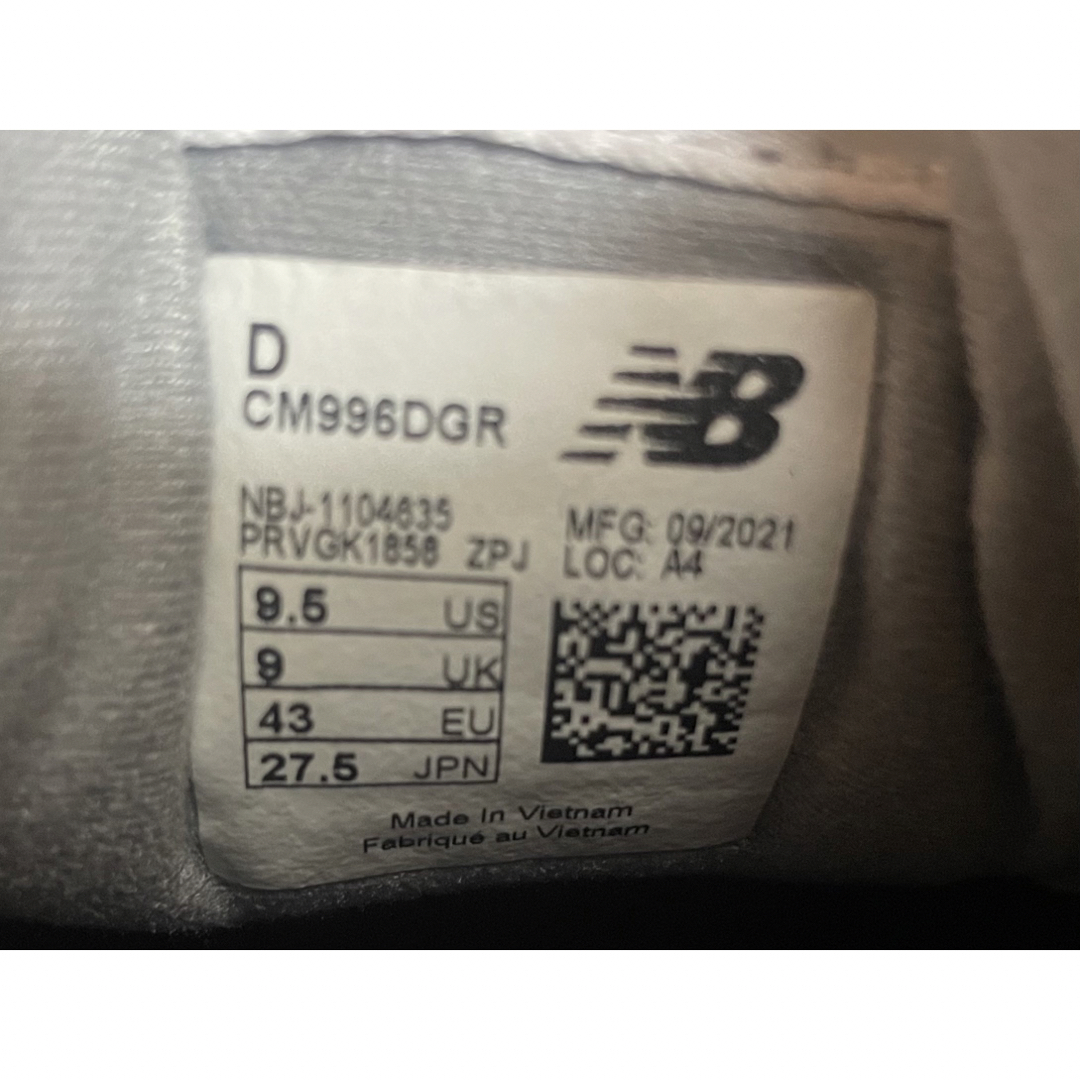 D
CM996DGR
NB
NBJ-1104635
PRVGK1858 ZPJ
MFG: 09/2021
LOC: A4
9.5 US
9 UK
43 EU
27.5 JPN
Made In Vietnam
Fabriqué au Vietnam